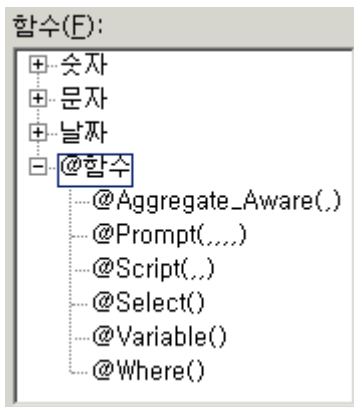 함수(F):
숫자
문자
날짜
@함수
@Aggregate_Aware(,)
@Prompt(,,,,)
@Script(,,)
@Select()
@Variable()
@Where()